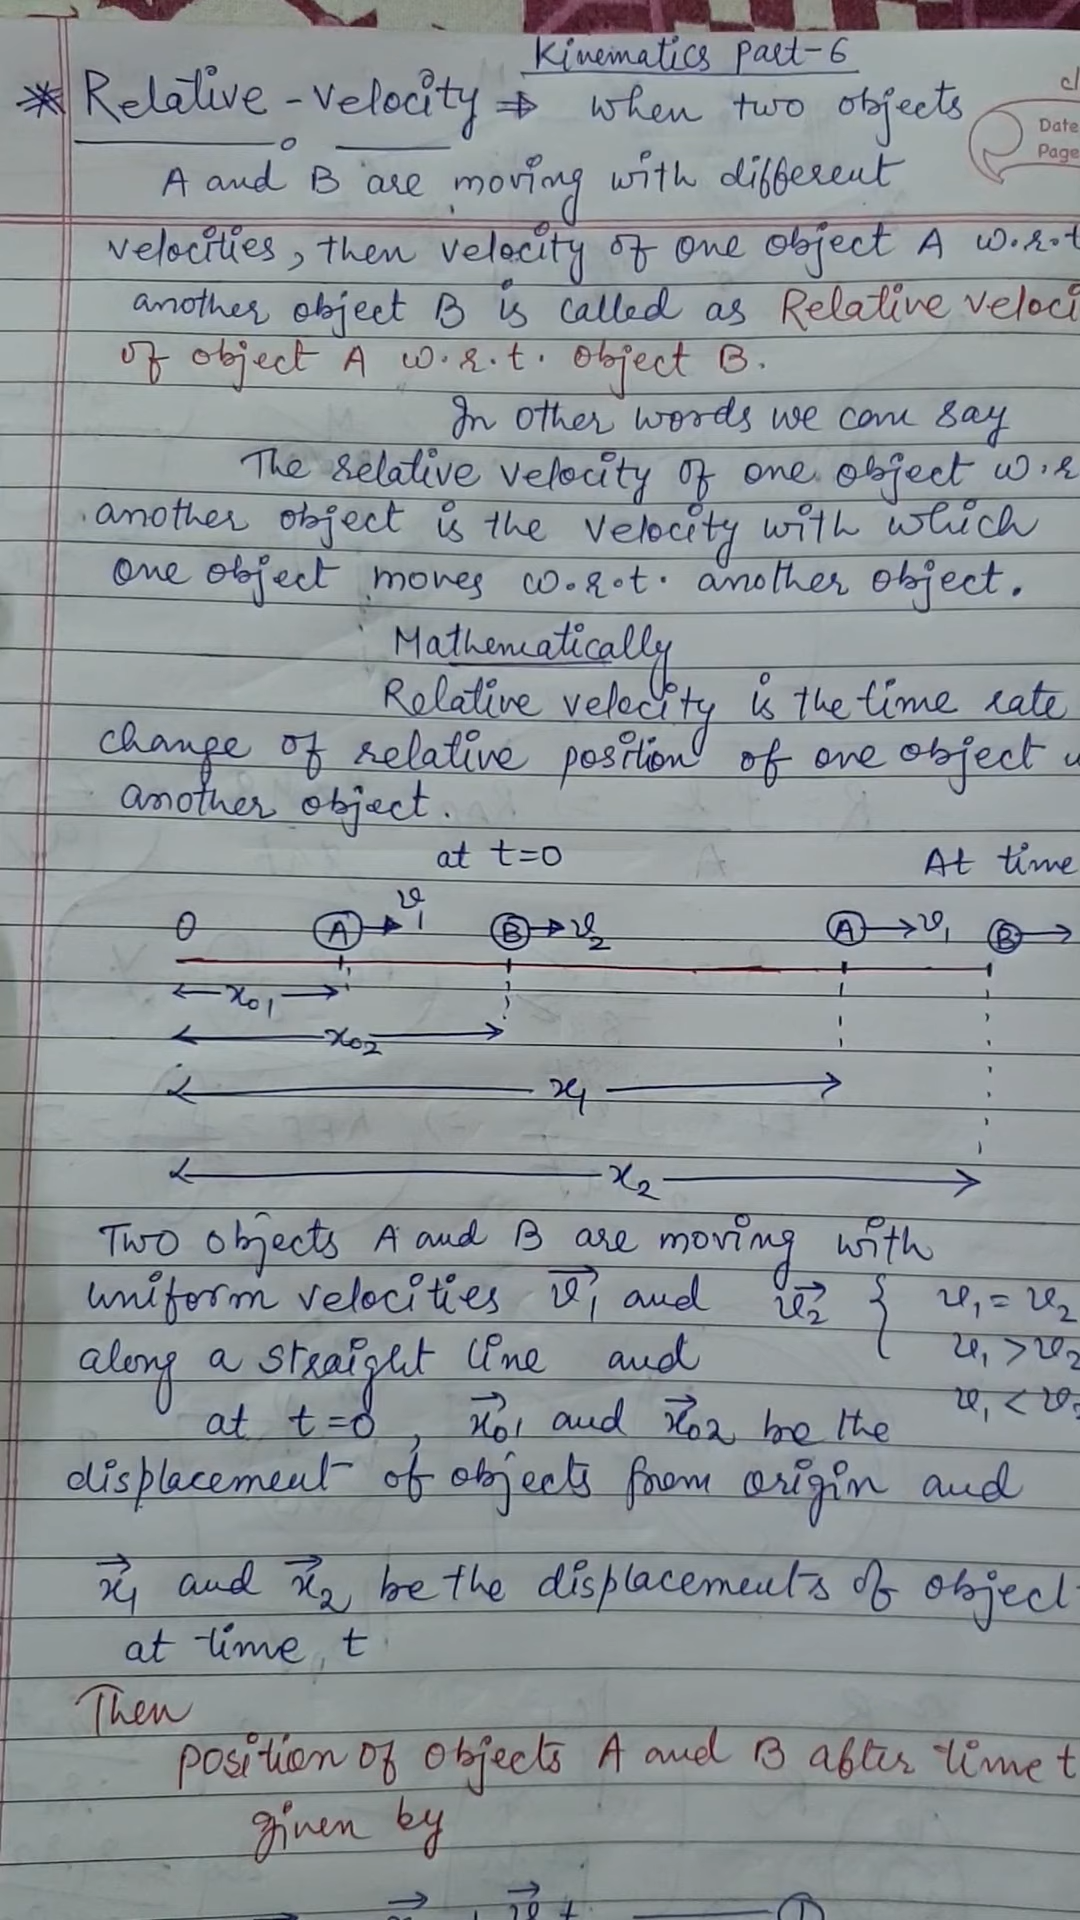 Kinematics part-6
* Relative-velocity ⇒ when two objects
Date
Page
A and B are moving with different
velocities, then velocity of one object A w.r.t
another object B is called as Relative veloci
of object A w.r.t. object B.
In other words we can say
The relative velocity of one object w.r
another object is the velocity with which
one object moves w.r.t. another object.
Mathematically
Relative velocity is the time rate
change of relative position of one object
another object.
at t=0 At time
O A → v₁ B → v₂ A → v₁ B →
x₀₁
x₀₂
x₁
x₂
Two objects A and B are moving with
uniform velocities v₁⃗ and v₂⃗ { v₁ = v₂
along a straight line and v₁ > v₂
at t=0, x⃗₀₁ and x⃗₀₂ be the v₁ < v₂
displacement of objects from origin and
x⃗₁ and x⃗₂ be the displacements of object
at time t
Then
position of objects A and B after time t
given by